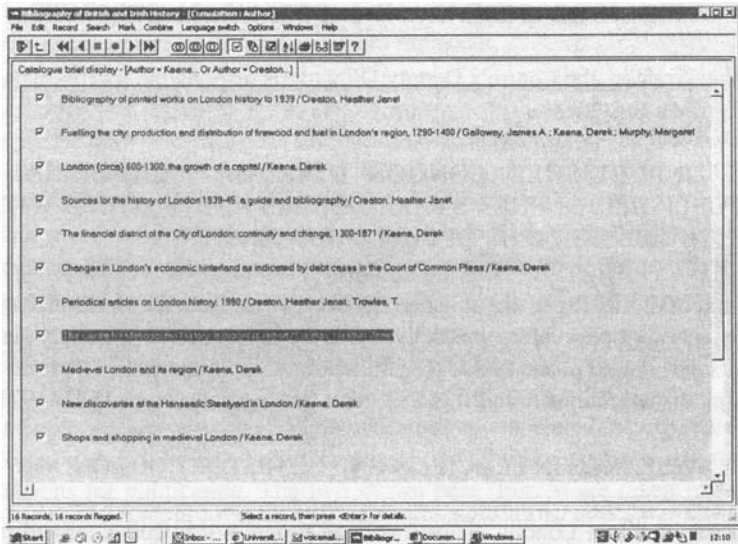 Bibliography of British and Irish History - [Cumulation : Author]
File Edit Record Search Mark Combine Language switch Options Windows Help
Catalogue brief display - [Author = Keene... Or Author = Creaton...]
Bibliography of printed works on London history to 1939 / Creaton, Heather Janet
Fuelling the city: production and distribution of firewood and fuel in London's region, 1290-1400 / Galloway, James A.; Keene, Derek; Murphy, Margaret
London (circa) 600-1300: the growth of a capital / Keene, Derek
Sources for the history of London 1939-45: a guide and bibliography / Creaton, Heather Janet
The financial district of the City of London: continuity and change, 1300-1871 / Keene, Derek
Changes in London's economic hinterland as indicated by debt cases in the Court of Common Pleas / Keene, Derek
Periodical articles on London history, 1990 / Creaton, Heather Janet; Trowles, T.
Medieval London and its region / Keene, Derek
New discoveries at the Hanseatic Steelyard in London / Keene, Derek.
Shops and shopping in medieval London / Keene, Derek
16 Records, 16 records flagged. Select a record, then press <Enter> for details.
Start Inbox - ... Universit... voicemail... Bibliogr... Documen... Windows... 12:10